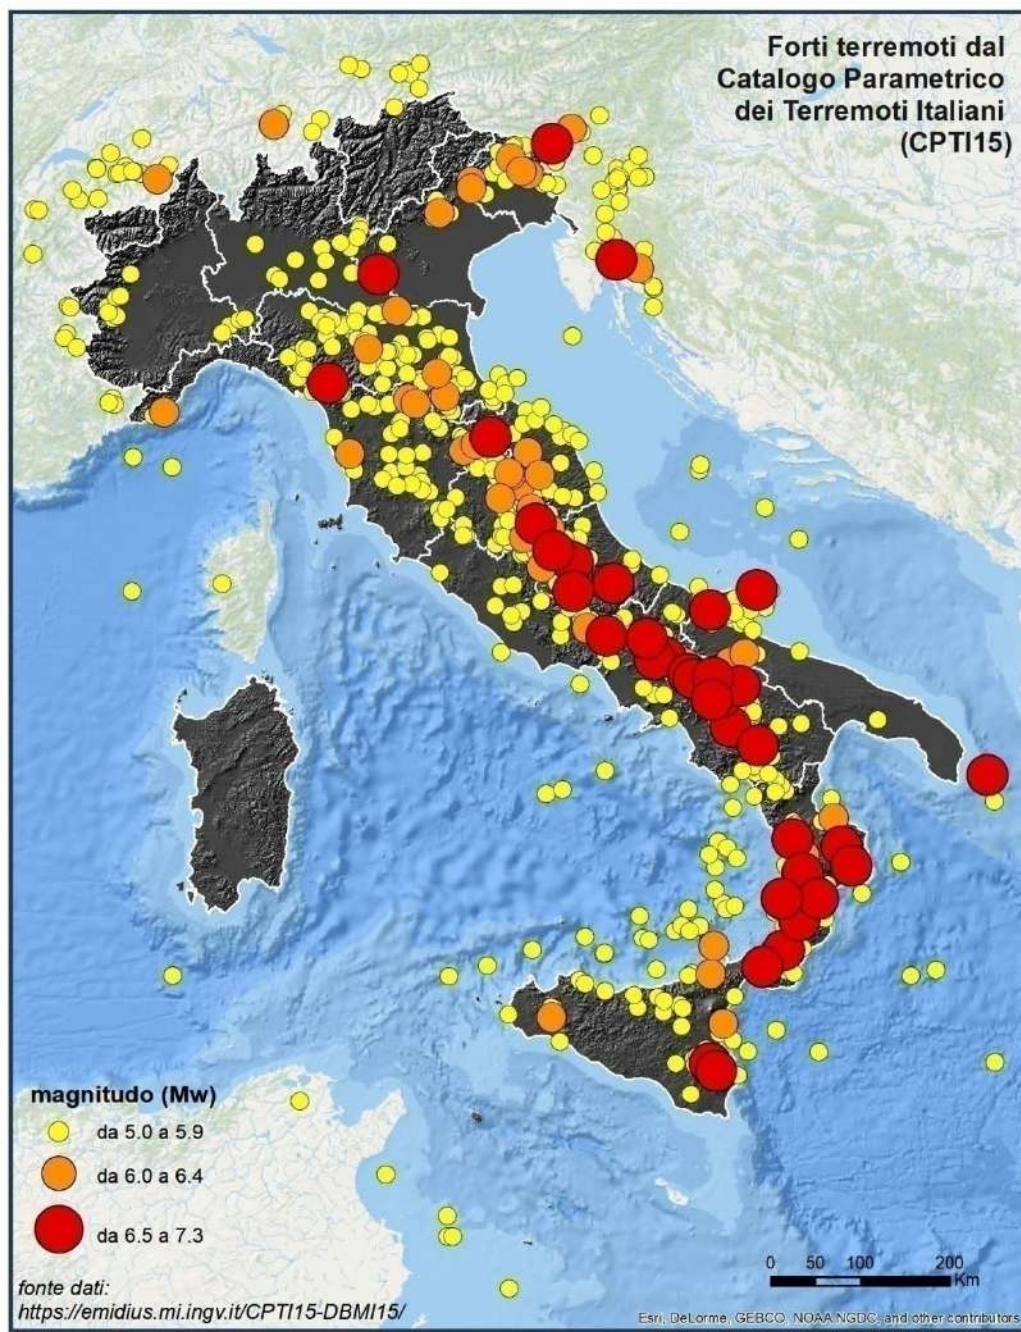 Forti terremoti dal
Catalogo Parametrico
dei Terremoti Italiani
(CPTI15)
magnitudo (Mw)
da 5.0 a 5.9
da 6.0 a 6.4
da 6.5 a 7.3
0 50 100 200
Km
fonte dati:
https://emidius.mi.ingv.it/CPTI15-DBMI15/
Esri, DeLorme, GEBCO, NOAA NGDC, and other contributors